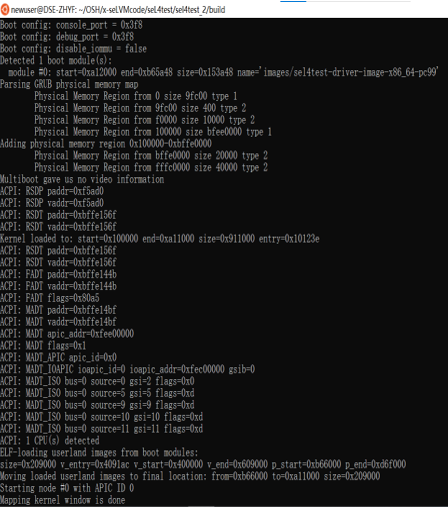 newuser@DSE-ZHYF: ~/OSH/x-seLVMcode/sel4test/sel4test_2/build
Boot config: console_port = 0x3f8
Boot config: debug_port = 0x3f8
Boot config: disable_iommu = false
Detected 1 boot module(s):
module #0: start=0xa12000 end=0xb65a48 size=0x153a48 name='images/sel4test-driver-image-x86_64-pc99'
Parsing GRUB physical memory map
Physical Memory Region from 0 size 9fc00 type 1
Physical Memory Region from 9fc00 size 400 type 2
Physical Memory Region from f0000 size 10000 type 2
Physical Memory Region from 100000 size bfee0000 type 1
Adding physical memory region 0x100000-0xbffe0000
Physical Memory Region from bffe0000 size 20000 type 2
Physical Memory Region from fffc0000 size 40000 type 2
Multiboot gave us no video information
ACPI: RSDP paddr=0xf5ad0
ACPI: RSDP vaddr=0xf5ad0
ACPI: RSDT paddr=0xbffe156f
ACPI: RSDT vaddr=0xbffe156f
Kernel loaded to: start=0x100000 end=0xa11000 size=0x911000 entry=0x10123e
ACPI: RSDT paddr=0xbffe156f
ACPI: RSDT vaddr=0xbffe156f
ACPI: FADT paddr=0xbffe144b
ACPI: FADT vaddr=0xbffe144b
ACPI: FADT flags=0x80a5
ACPI: MADT paddr=0xbffe14bf
ACPI: MADT vaddr=0xbffe14bf
ACPI: MADT apic_addr=0xfee00000
ACPI: MADT flags=0x1
ACPI: MADT_APIC apic_id=0x0
ACPI: MADT_IOAPIC ioapic_id=0 ioapic_addr=0xfec00000 gsib=0
ACPI: MADT_ISO bus=0 source=0 gsi=2 flags=0x0
ACPI: MADT_ISO bus=0 source=5 gsi=5 flags=0xd
ACPI: MADT_ISO bus=0 source=9 gsi=9 flags=0xd
ACPI: MADT_ISO bus=0 source=10 gsi=10 flags=0xd
ACPI: MADT_ISO bus=0 source=11 gsi=11 flags=0xd
ACPI: 1 CPU(s) detected
ELF-loading userland images from boot modules:
size=0x209000 v_entry=0x4091ac v_start=0x400000 v_end=0x609000 p_start=0xb66000 p_end=0xd6f000
Moving loaded userland images to final location: from=0xb66000 to=0xa11000 size=0x209000
Starting node #0 with APIC ID 0
Mapping kernel window is done